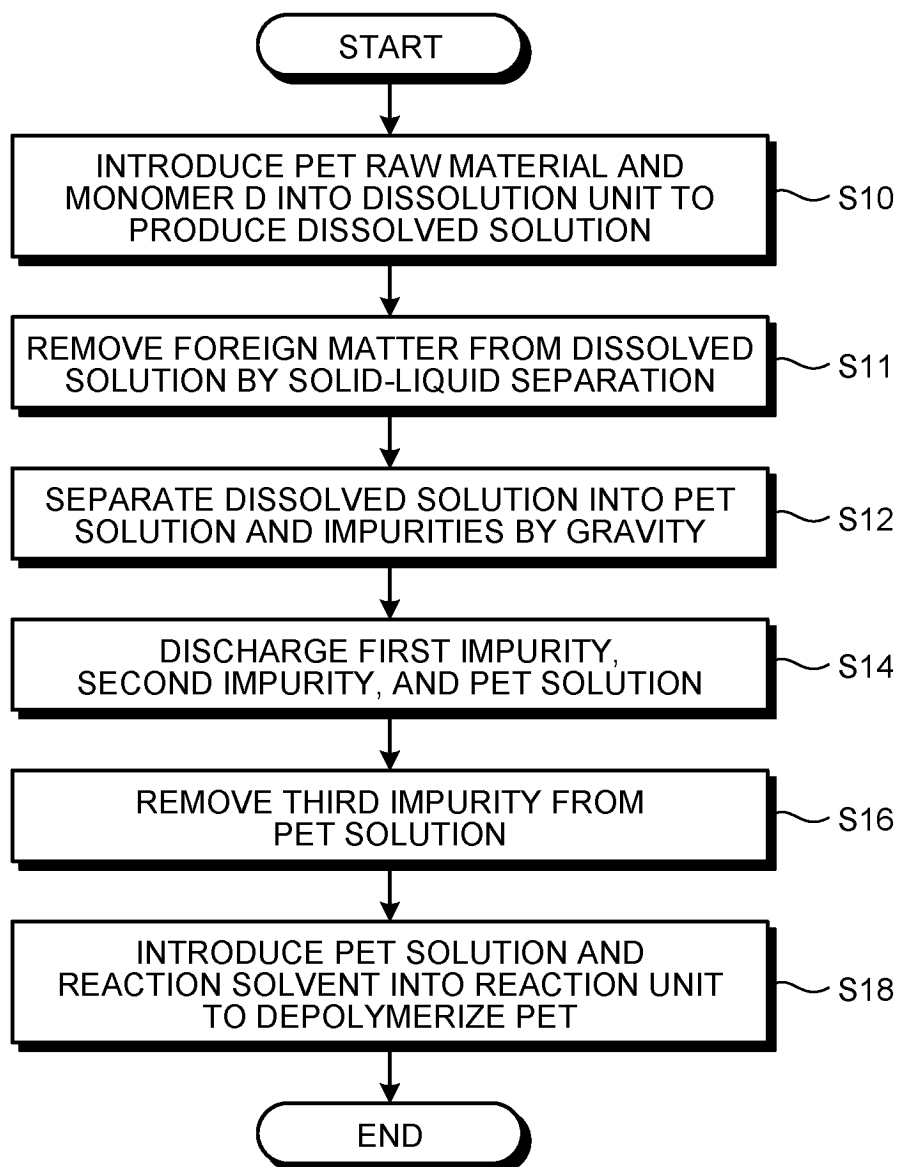 START
INTRODUCE PET RAW MATERIAL AND
MONOMER D INTO DISSOLUTION UNIT TO
PRODUCE DISSOLVED SOLUTION
S10
REMOVE FOREIGN MATTER FROM DISSOLVED
SOLUTION BY SOLID-LIQUID SEPARATION
S11
SEPARATE DISSOLVED SOLUTION INTO PET
SOLUTION AND IMPURITIES BY GRAVITY
S12
DISCHARGE FIRST IMPURITY,
SECOND IMPURITY, AND PET SOLUTION
S14
REMOVE THIRD IMPURITY FROM
PET SOLUTION
S16
INTRODUCE PET SOLUTION AND
REACTION SOLVENT INTO REACTION UNIT
TO DEPOLYMERIZE PET
S18
END